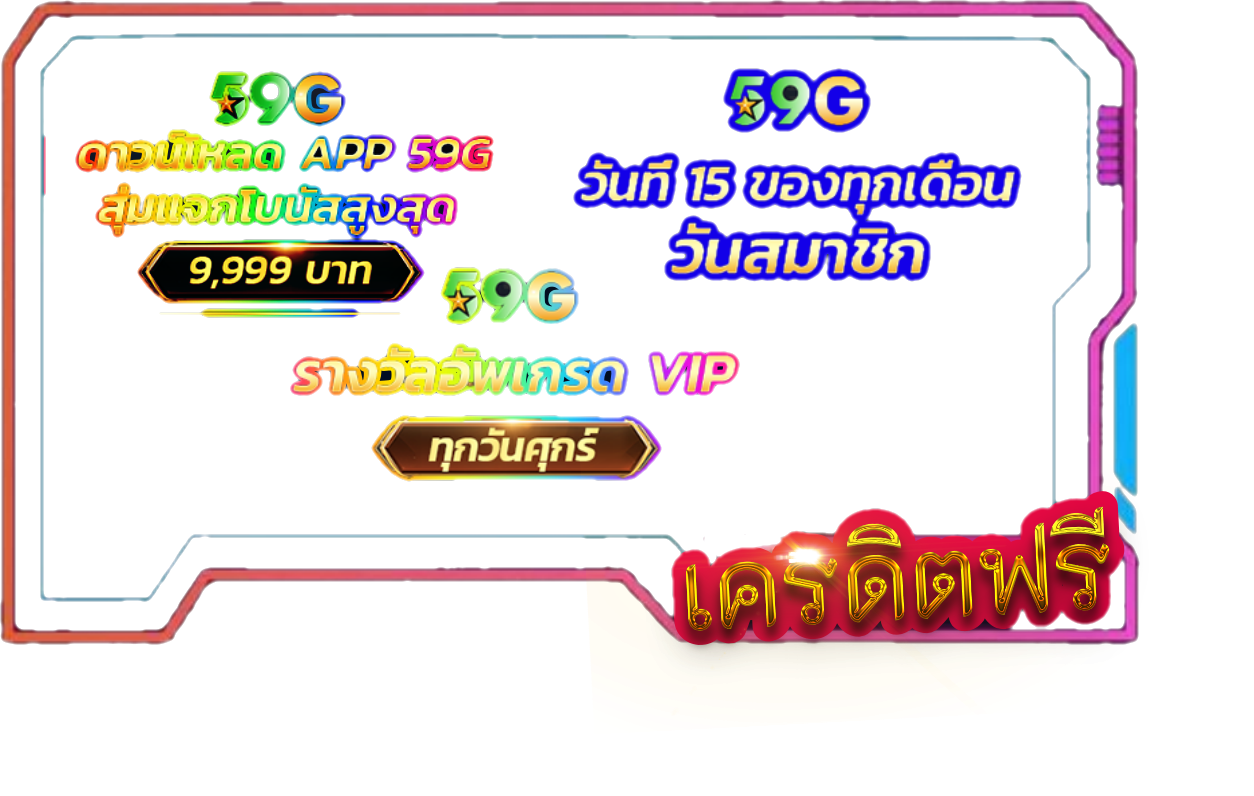 59G
ดาวน์โหลด APP 59G
สุ่มแจกโบนัสสูงสุด
9,999 บาท
59G
วันที่ 15 ของทุกเดือน
วันสมาชิก
59G
รางวัลอัพเกรด VIP
ทุกวันศุกร์
เครดิตฟรี